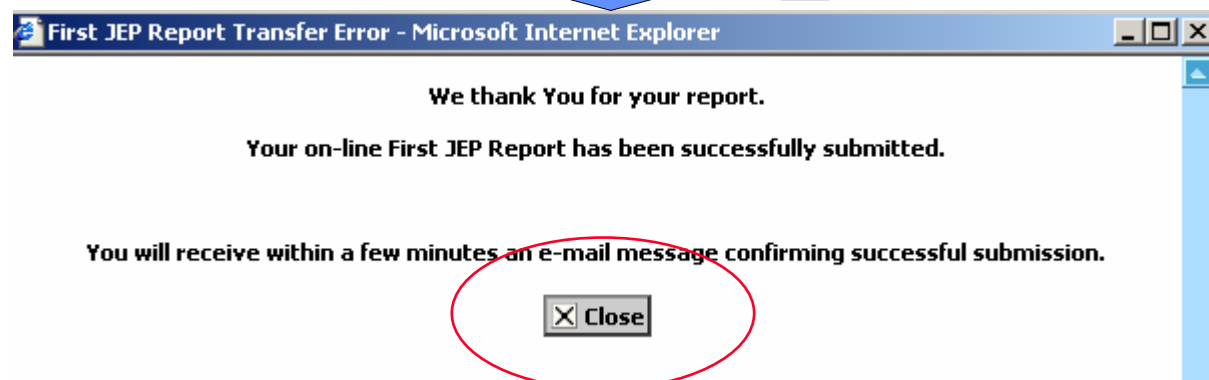 First JEP Report Transfer Error - Microsoft Internet Explorer
We thank You for your report.
Your on-line First JEP Report has been successfully submitted.
You will receive within a few minutes an e-mail message confirming successful submission.
Close